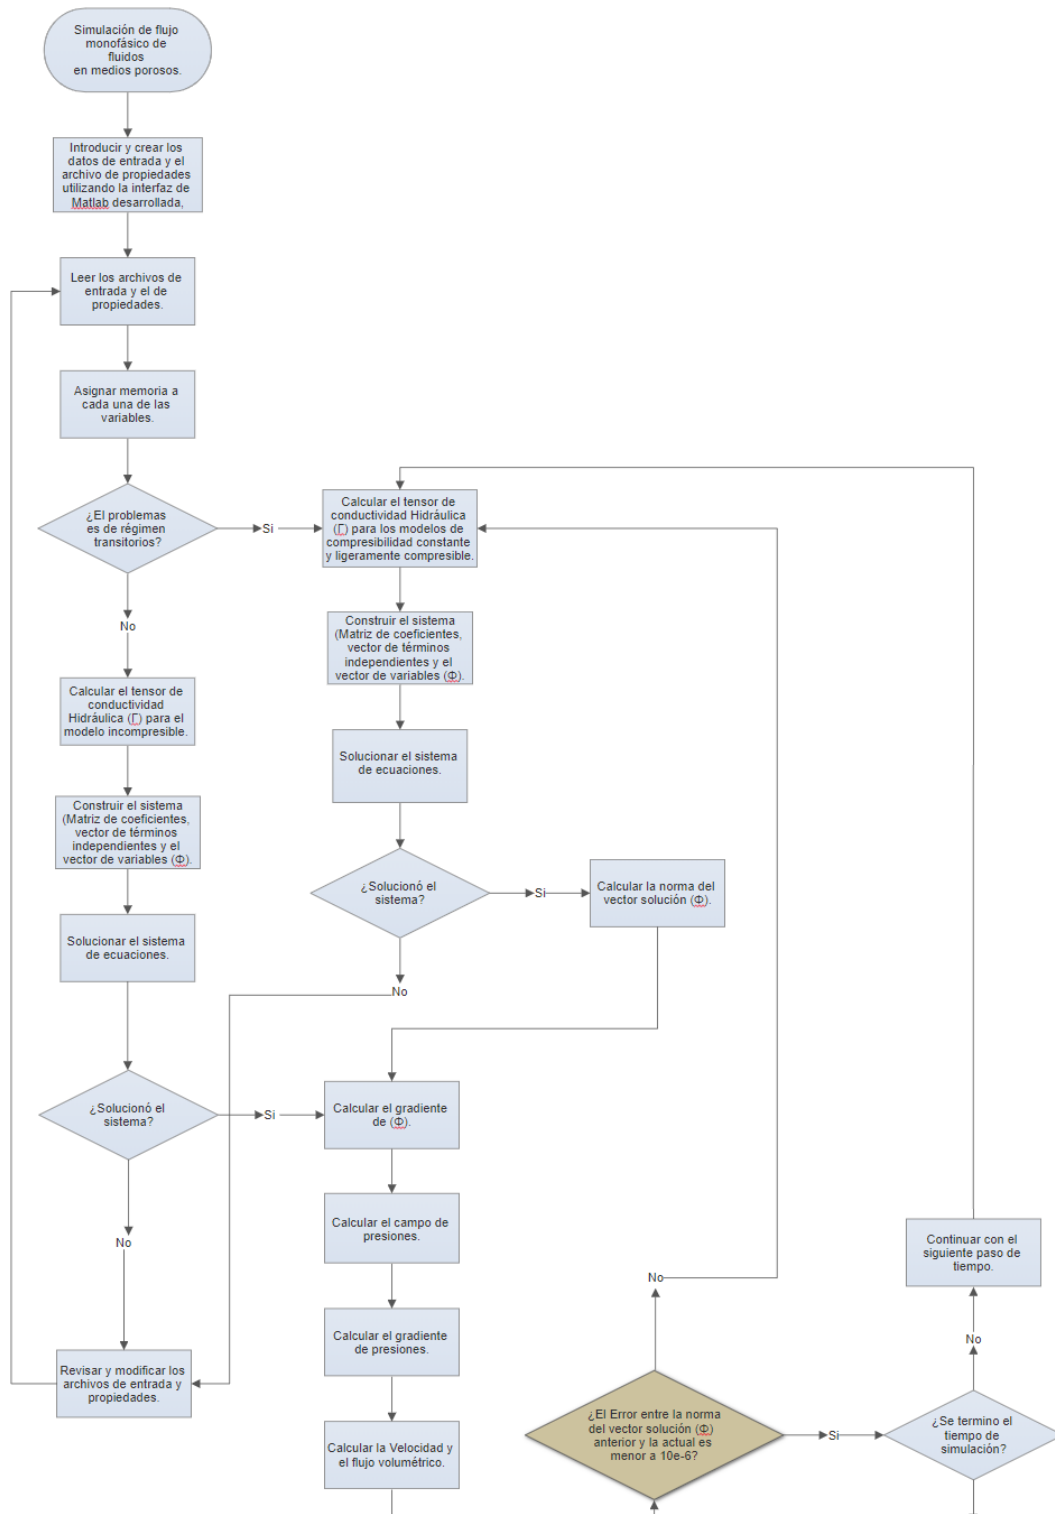 Simulación de flujo
monofásico de
fluidos
en medios porosos.
Introducir y crear los
datos de entrada y el
archivo de propiedades
utilizando la interfaz de
Matlab desarrollada,
Leer los archivos de
entrada y el de
propiedades.
Asignar memoria a
cada una de las
variables.
¿El problemas
es de régimen
transitorios?
Si
No
Calcular el tensor de
conductividad Hidráulica
(Γ) para los modelos de
compresibilidad constante
y ligeramente compresible.
Construir el sistema
(Matriz de coeficientes,
vector de términos
independientes y el
vector de variables (Φ).
Solucionar el sistema
de ecuaciones.
¿Solucionó el
sistema?
Si
Calcular la norma del
vector solución (Φ).
No
Calcular el tensor de
conductividad
Hidráulica (Γ) para el
modelo incompresible.
Construir el sistema
(Matriz de coeficientes,
vector de términos
independientes y el
vector de variables (Φ).
Solucionar el sistema
de ecuaciones.
¿Solucionó el
sistema?
Si
No
Revisar y modificar los
archivos de entrada y
propiedades.
Calcular el gradiente
de (Φ).
Calcular el campo de
presiones.
Calcular el gradiente
de presiones.
Calcular la Velocidad y
el flujo volumétrico.
No
¿El Error entre la norma
del vector solución (Φ)
anterior y la actual es
menor a 10e-6?
Si
Continuar con el
siguiente paso de
tiempo.
No
¿Se termino el
tiempo de
simulación?